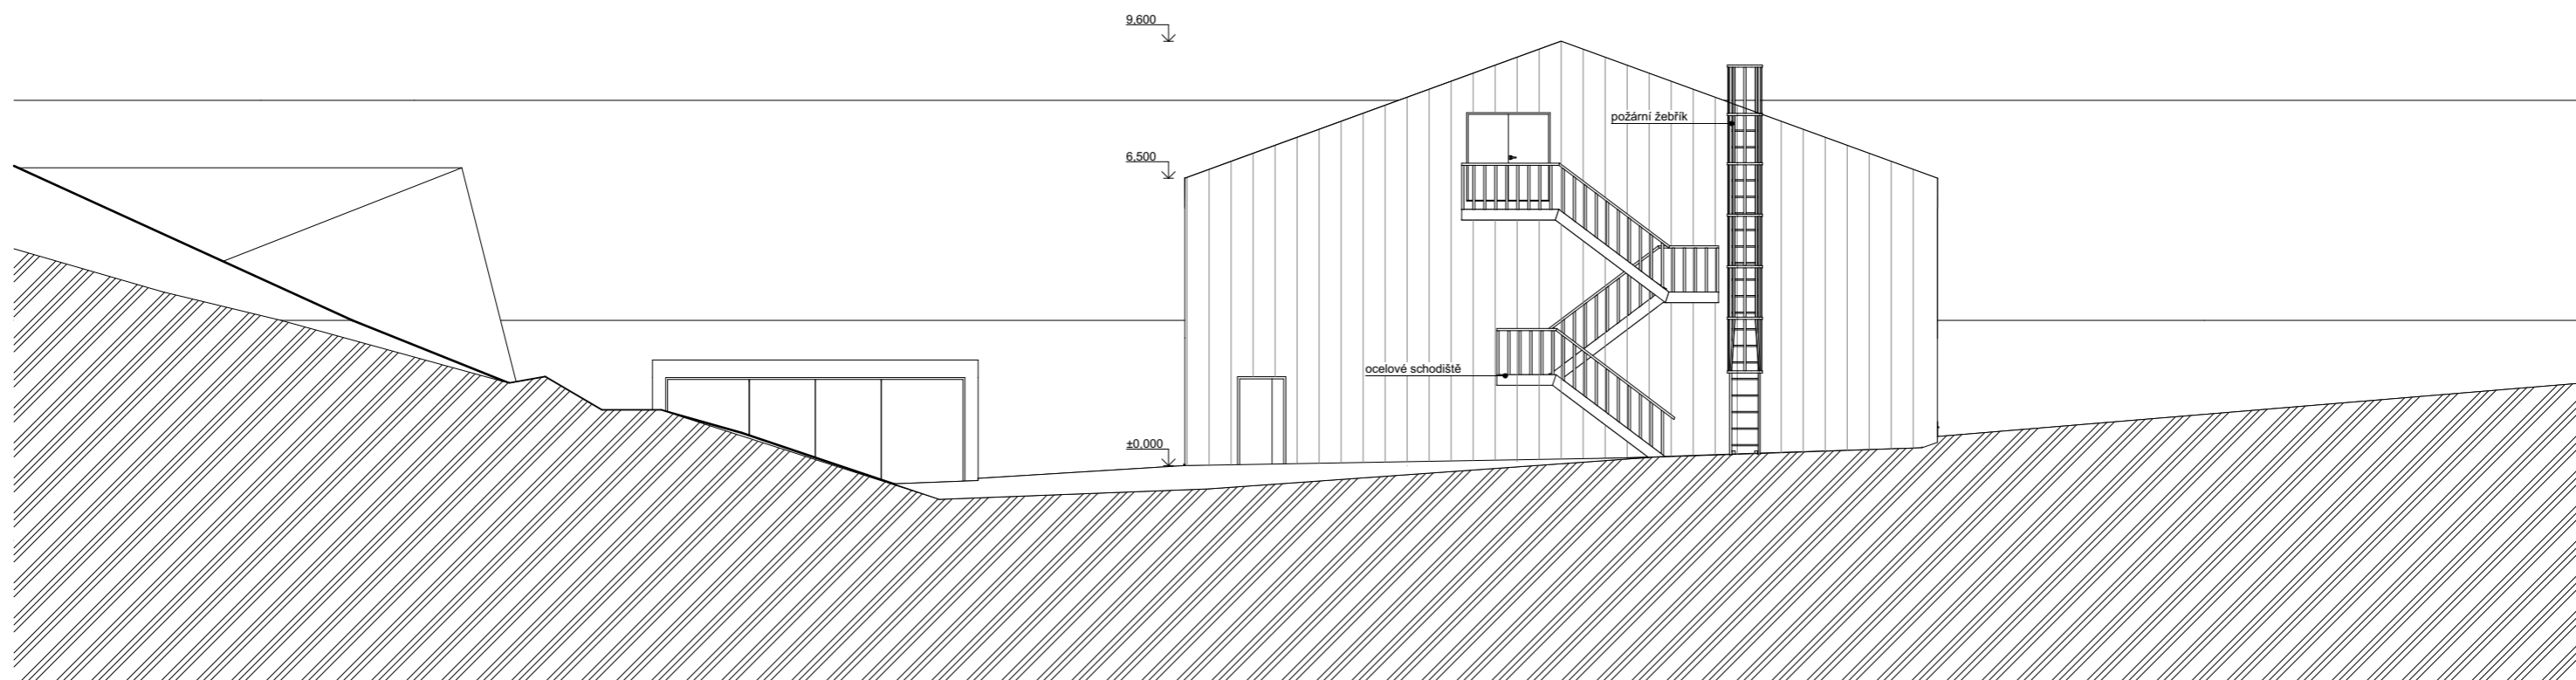 9,600
požární žebřík
6,500
ocelové schodiště
±0,000